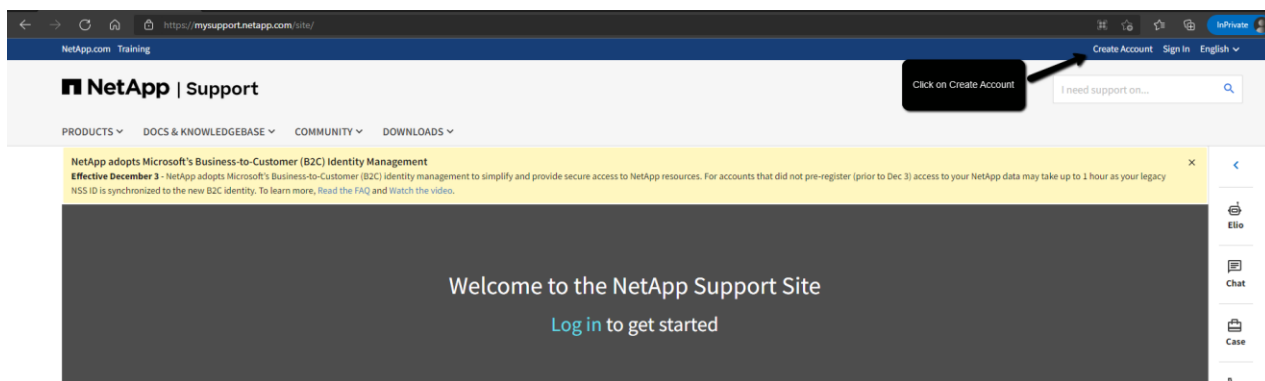 https://mysupport.netapp.com/site/
InPrivate
NetApp.com Training
Create Account Sign In English
Click on Create Account
NetApp | Support
I need support on...
PRODUCTS DOCS & KNOWLEDGEBASE COMMUNITY DOWNLOADS
NetApp adopts Microsoft's Business-to-Customer (B2C) Identity Management
Effective December 3 - NetApp adopts Microsoft's Business-to-Customer (B2C) identity management to simplify and provide secure access to NetApp resources. For accounts that did not pre-register (prior to Dec 3) access to your NetApp data may take up to 1 hour as your legacy
NSS ID is synchronized to the new B2C identity. To learn more, Read the FAQ and Watch the video.
Elio
Welcome to the NetApp Support Site
Chat
Log in to get started
Case